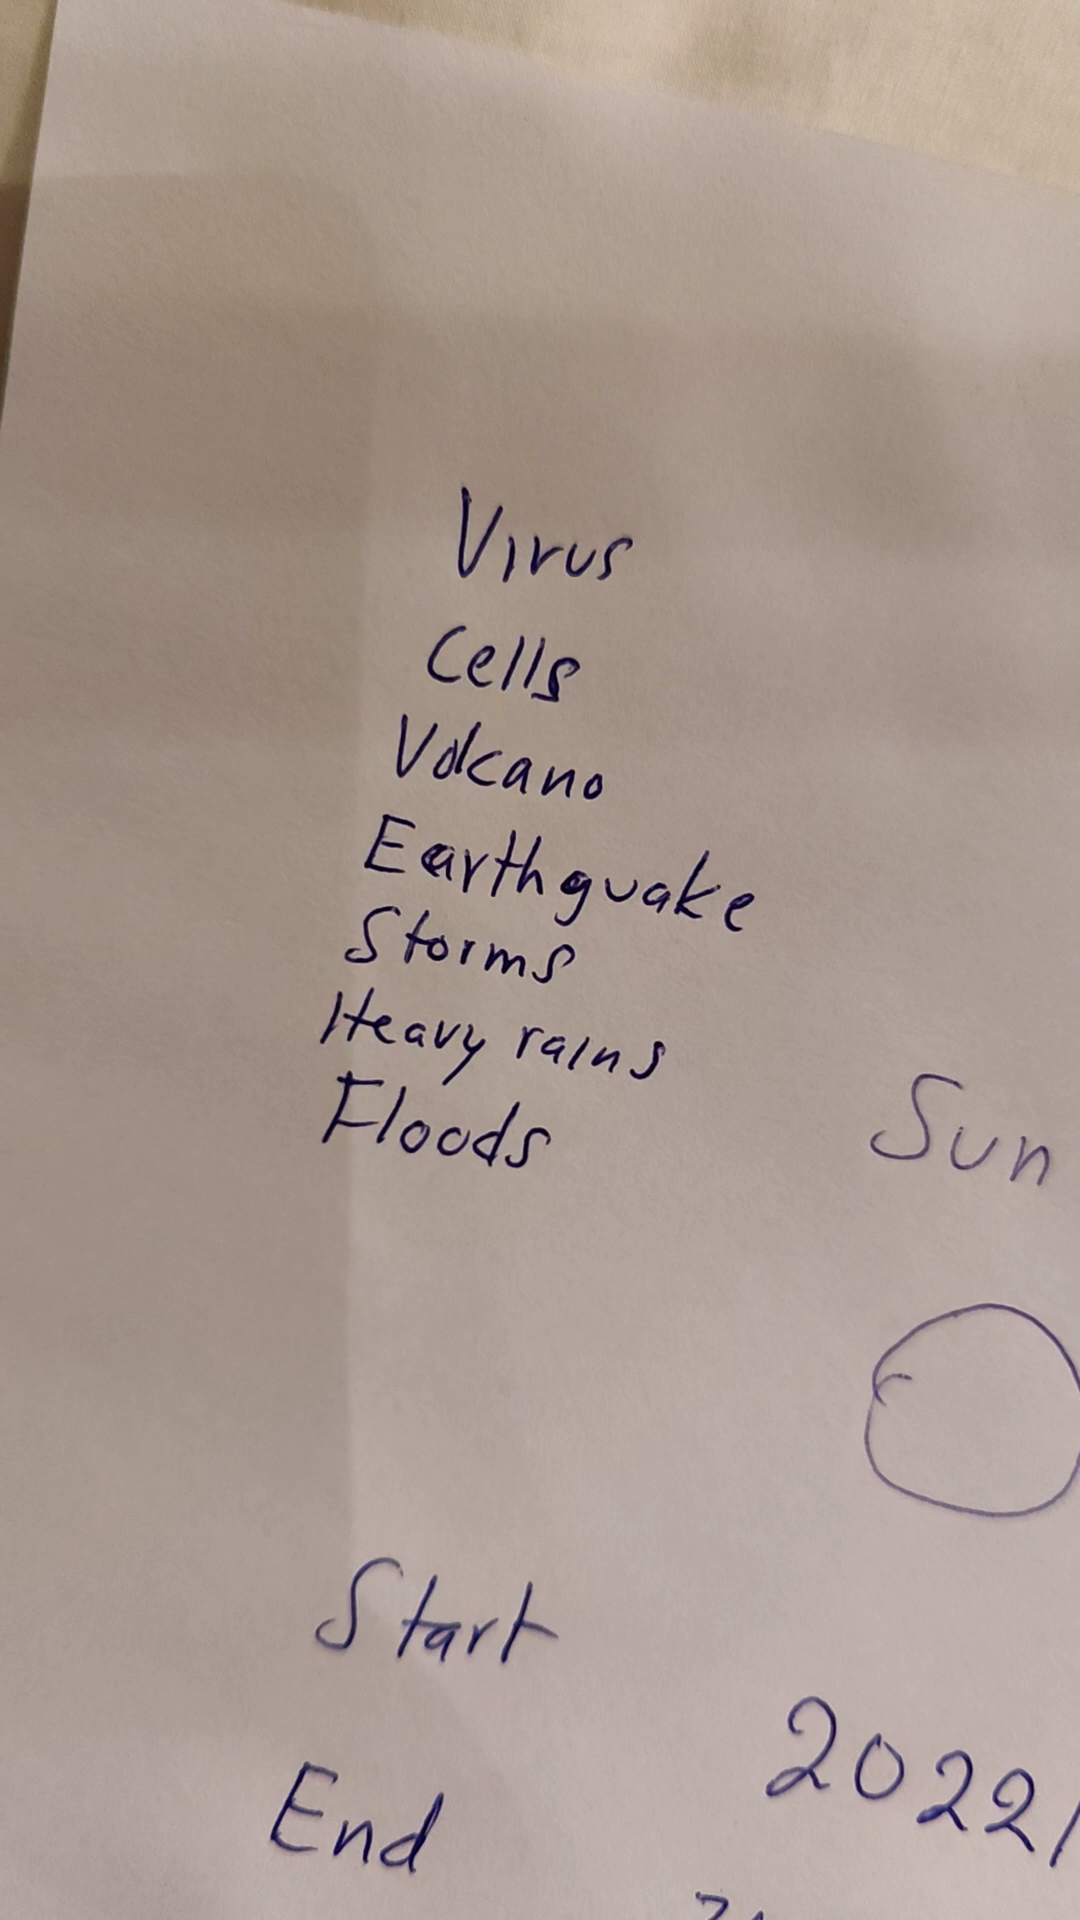 Virus
Cells
Volcano
Earthquake
Storms
Heavy rains
Floods
Sun
Start
2022/
End